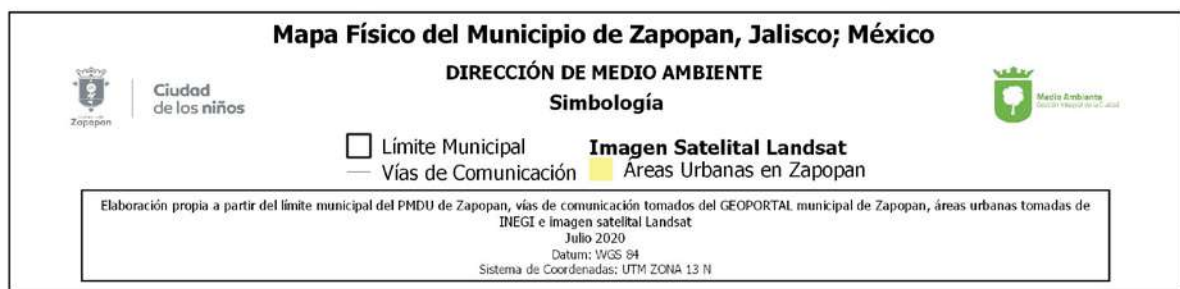 Mapa Físico del Municipio de Zapopan, Jalisco; México
DIRECCIÓN DE MEDIO AMBIENTE
Simbología
Zapopan
Ciudad
de los niños
Medio Ambiente
Límite Municipal
Imagen Satelital Landsat
Vías de Comunicación
Áreas Urbanas en Zapopan
Elaboración propia a partir del límite municipal del PMDU de Zapopan, vías de comunicación tomados del GEOPORTAL municipal de Zapopan, áreas urbanas tomadas de
INEGI e imagen satelital Landsat
Julio 2020
Datum: WGS 84
Sistema de Coordenadas: UTM ZONA 13 N